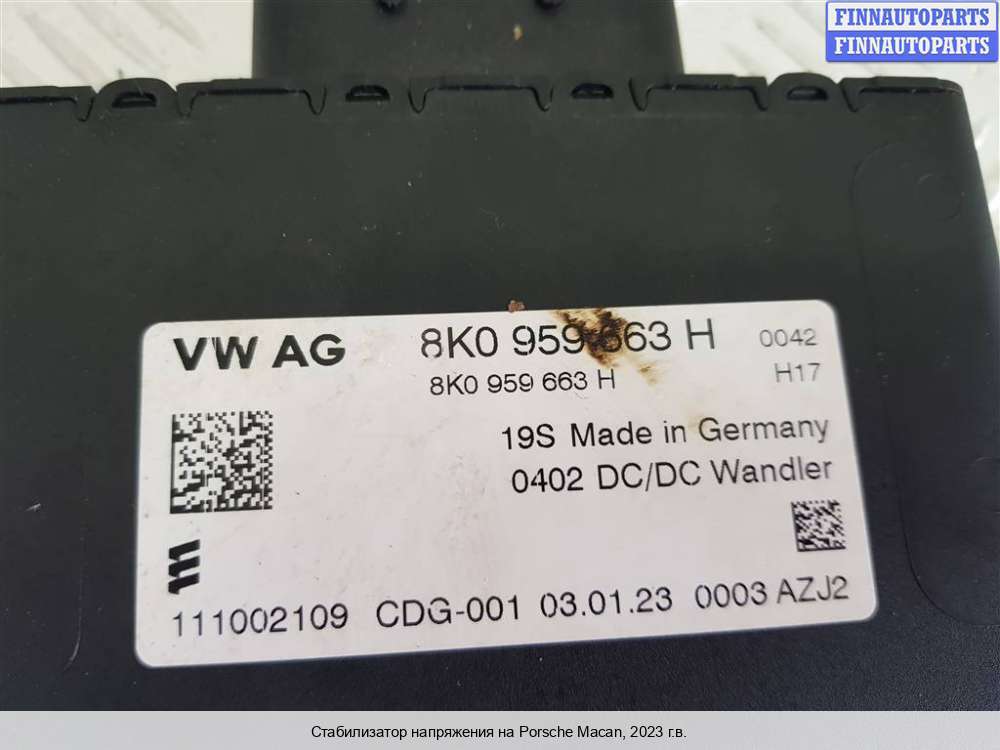 FINNAUTOPARTS
FINNAUTOPARTS
VW AG 8K0 959 663 H 0042
8K0 959 663 H H17
19S Made in Germany
0402 DC/DC Wandler
111002109 CDG-001 03.01.23 0003 AZJ2
Стабилизатор напряжения на Porsche Macan, 2023 г.в.